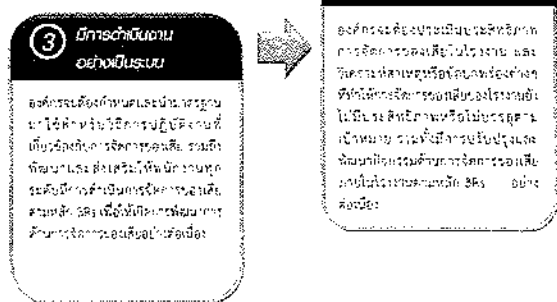 3 มีการดำเนินงาน
อย่างเป็นระบบ
องค์กรจะต้องกำหนดและนำมาตรฐาน
มาใช้สำหรับวิธีการปฏิบัติงานที่
เกี่ยวข้องกับการจัดการของเสีย รวมถึง
พัฒนาและส่งเสริมให้พนักงานทุก
ระดับมีการดำเนินการจัดการของเสีย
ตามหลัก 3Rs เพื่อให้เกิดการพัฒนาการ
ด้านการจัดการของเสียอย่างต่อเนื่อง
องค์กรจะต้องประเมินประสิทธิภาพ
การจัดการของเสียในโรงงาน และ
วิเคราะห์สาเหตุหรือข้อบกพร่องต่างๆ
ที่ทำให้การจัดการของเสียของโรงงานยัง
ไม่มีประสิทธิภาพหรือไม่บรรลุตาม
เป้าหมาย รวมทั้งมีการปรับปรุงและ
พัฒนากิจกรรมด้านการจัดการของเสีย
ภายในโรงงานตามหลัก 3Rs อย่าง
ต่อเนื่อง